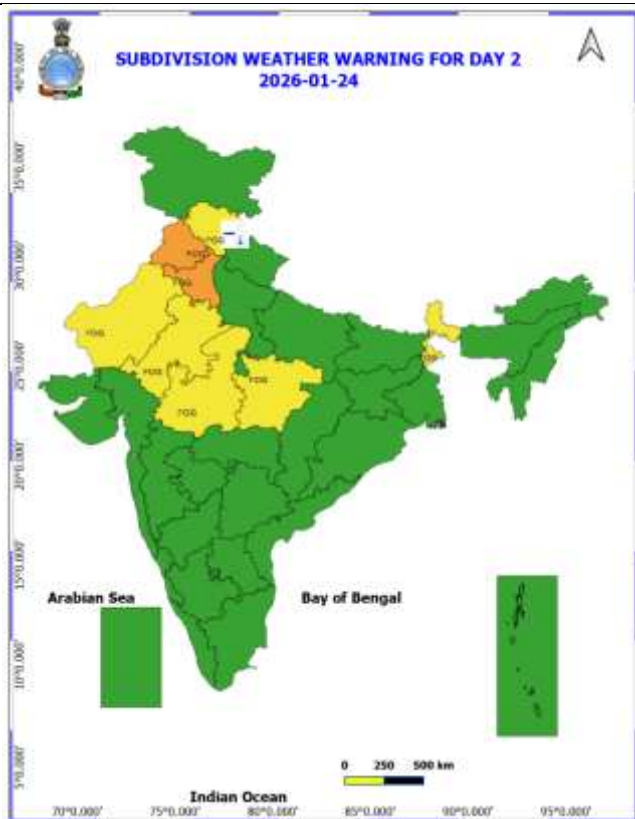 SUBDIVISION WEATHER WARNING FOR DAY 2
2026-01-24
40°0.000'
35°0.000'
30°0.000'
25°0.000'
20°0.000'
15°0.000'
10°0.000'
5°0.000'
FOG
FOG
FOG
FOG
FOG
FOG
FOG
Arabian Sea
Bay of Bengal
0 250 500 km
Indian Ocean
70°0.000' 75°0.000' 80°0.000' 85°0.000' 90°0.000' 95°0.000'